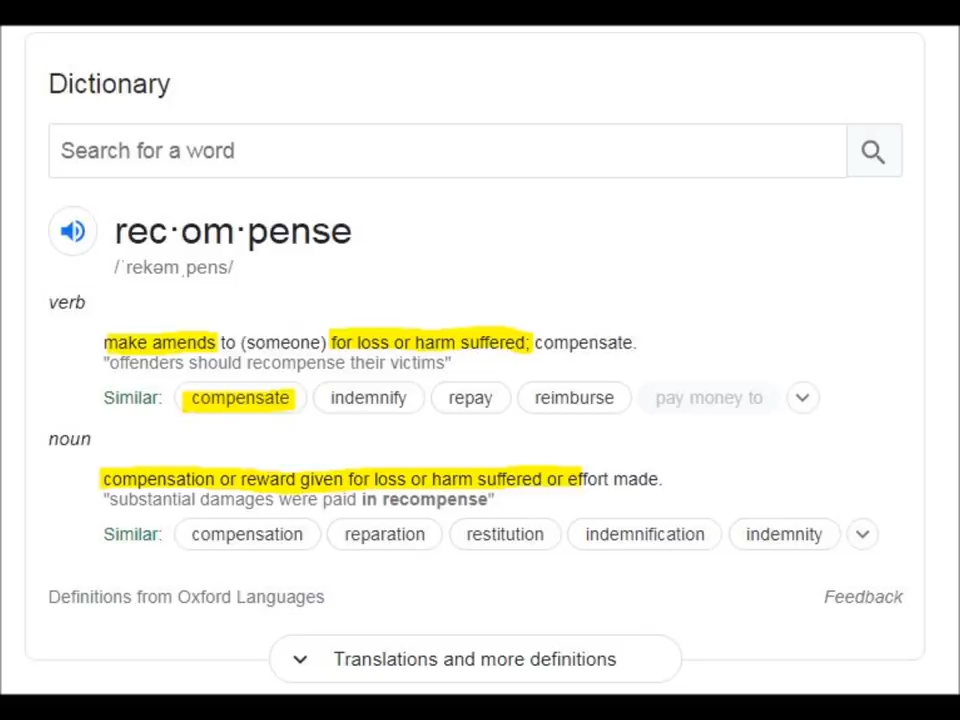 Dictionary
Search for a word
rec·om·pense
/ˈrekəmˌpens/
verb
make amends to (someone) for loss or harm suffered; compensate.
"offenders should recompense their victims"
Similar: compensate indemnify repay reimburse pay money to
noun
compensation or reward given for loss or harm suffered or effort made.
"substantial damages were paid in recompense"
Similar: compensation reparation restitution indemnification indemnity
Definitions from Oxford Languages Feedback
Translations and more definitions